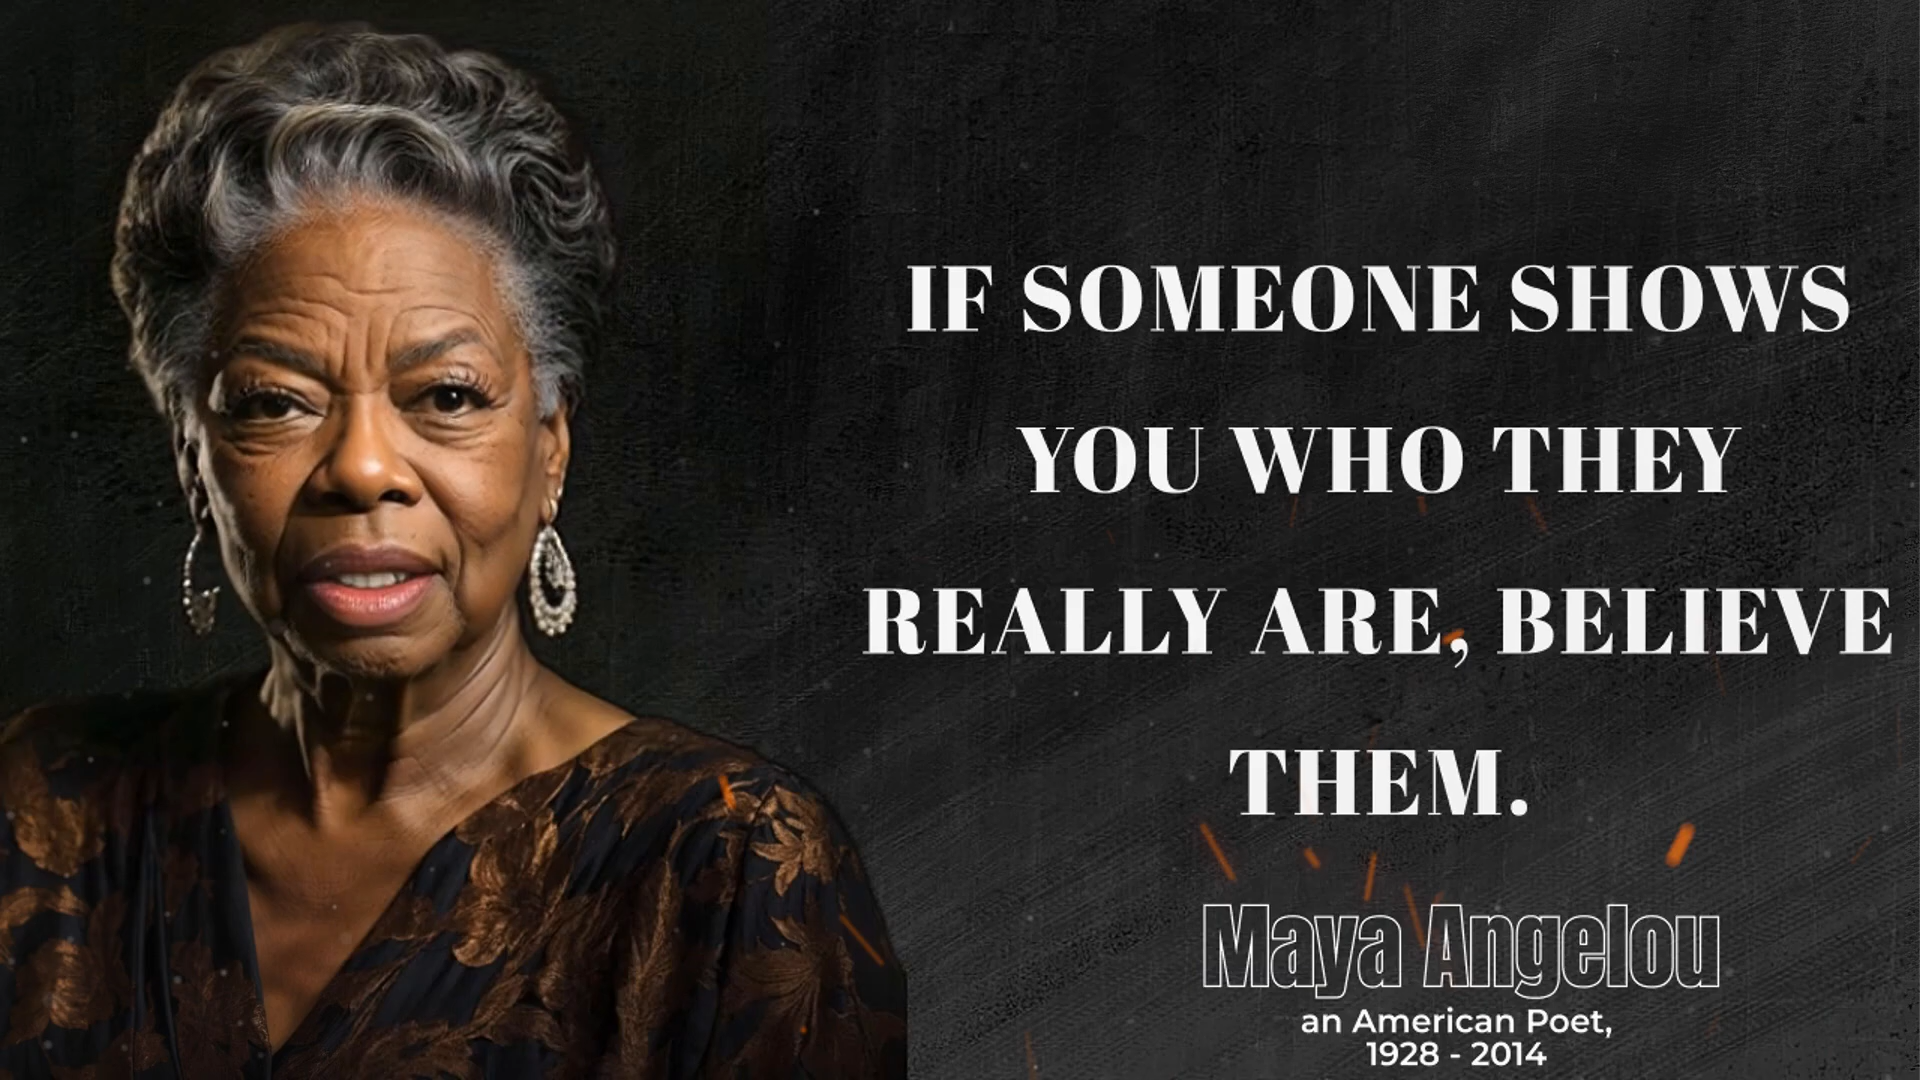 IF SOMEONE SHOWS
YOU WHO THEY
REALLY ARE, BELIEVE
THEM.
Maya Angelou
an American Poet,
1928 - 2014